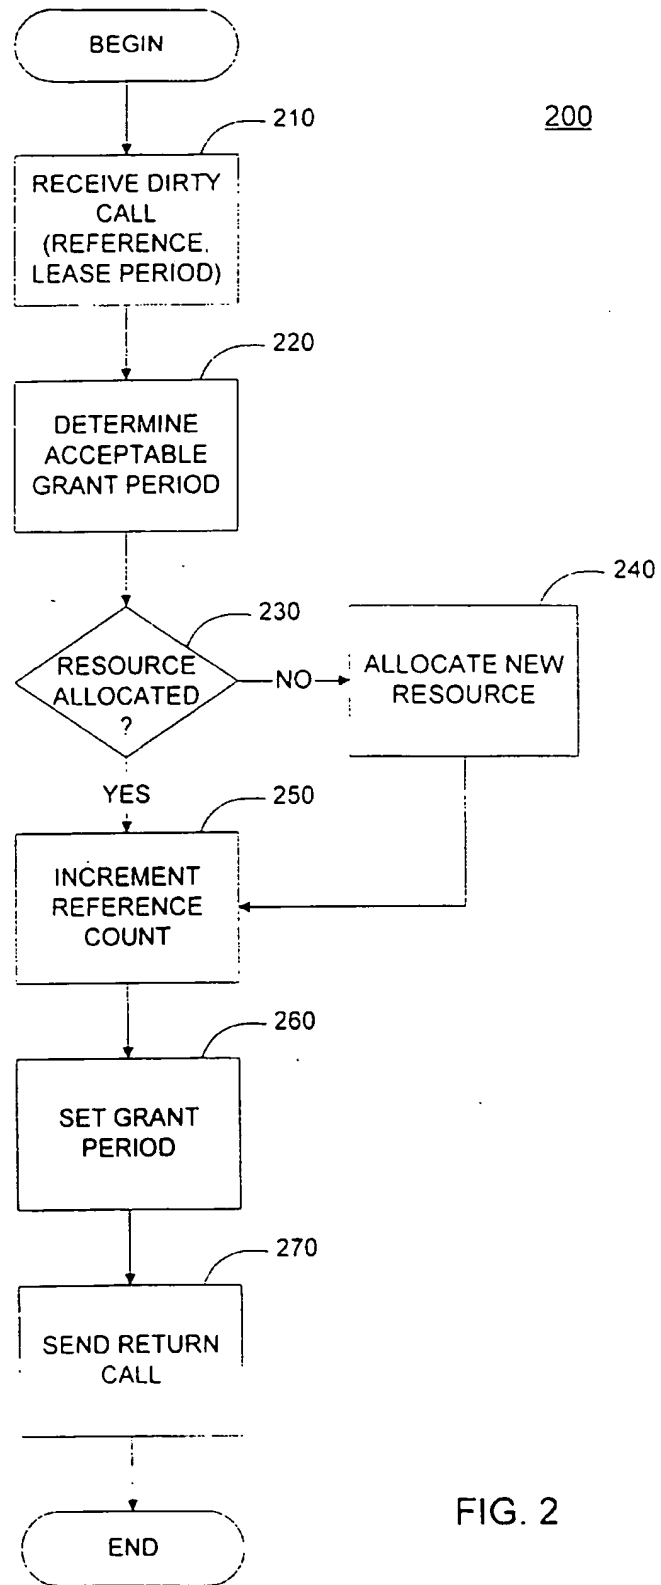 BEGIN
200
210
RECEIVE DIRTY
CALL
(REFERENCE,
LEASE PERIOD)
220
DETERMINE
ACCEPTABLE
GRANT PERIOD
230
RESOURCE
ALLOCATED
?
NO
240
ALLOCATE NEW
RESOURCE
YES
250
INCREMENT
REFERENCE
COUNT
260
SET GRANT
PERIOD
270
SEND RETURN
CALL
END
FIG. 2